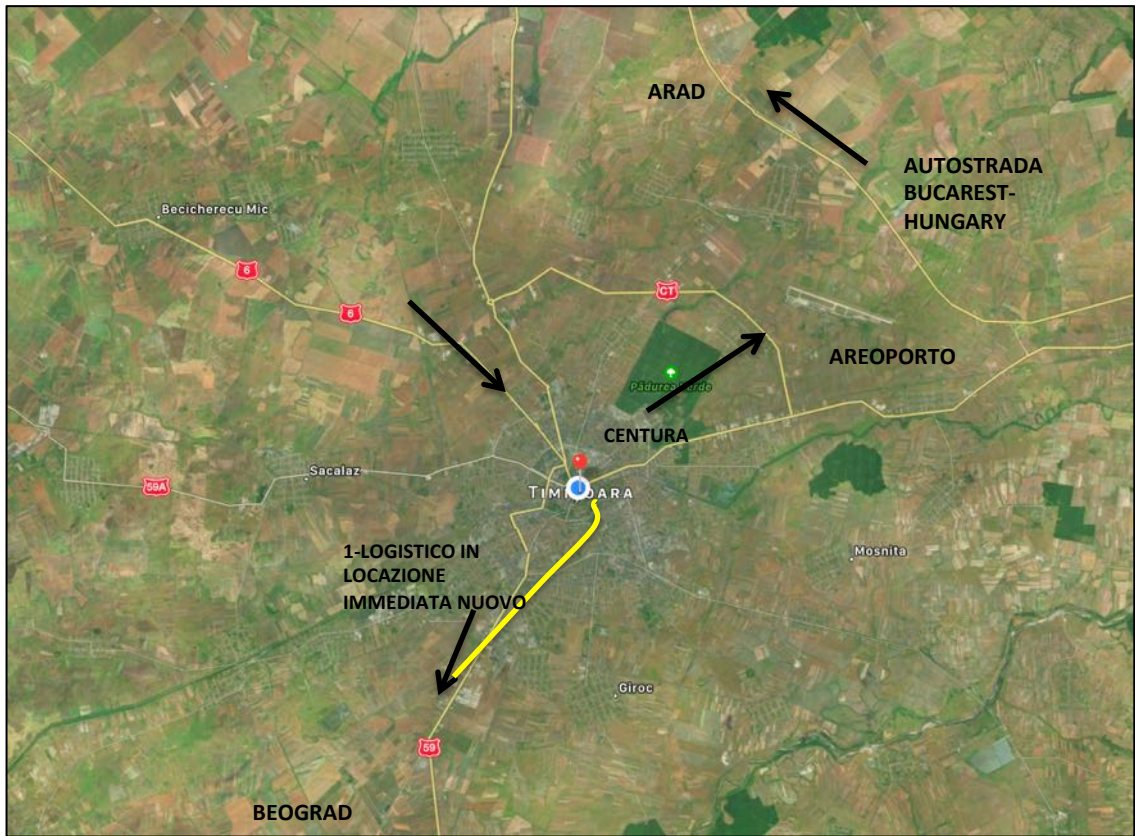 ARAD
AUTOSTRADA
BUCAREST-
HUNGARY
Becicherecu Mic
6
6
CT
AREOPORTO
Pădurea Verde
CENTURA
Sacalaz
59A
TIMIȘOARA
1-LOGISTICO IN
LOCAZIONE
IMMEDIATA NUOVO
Mosnita
Giroc
59
BEOGRAD